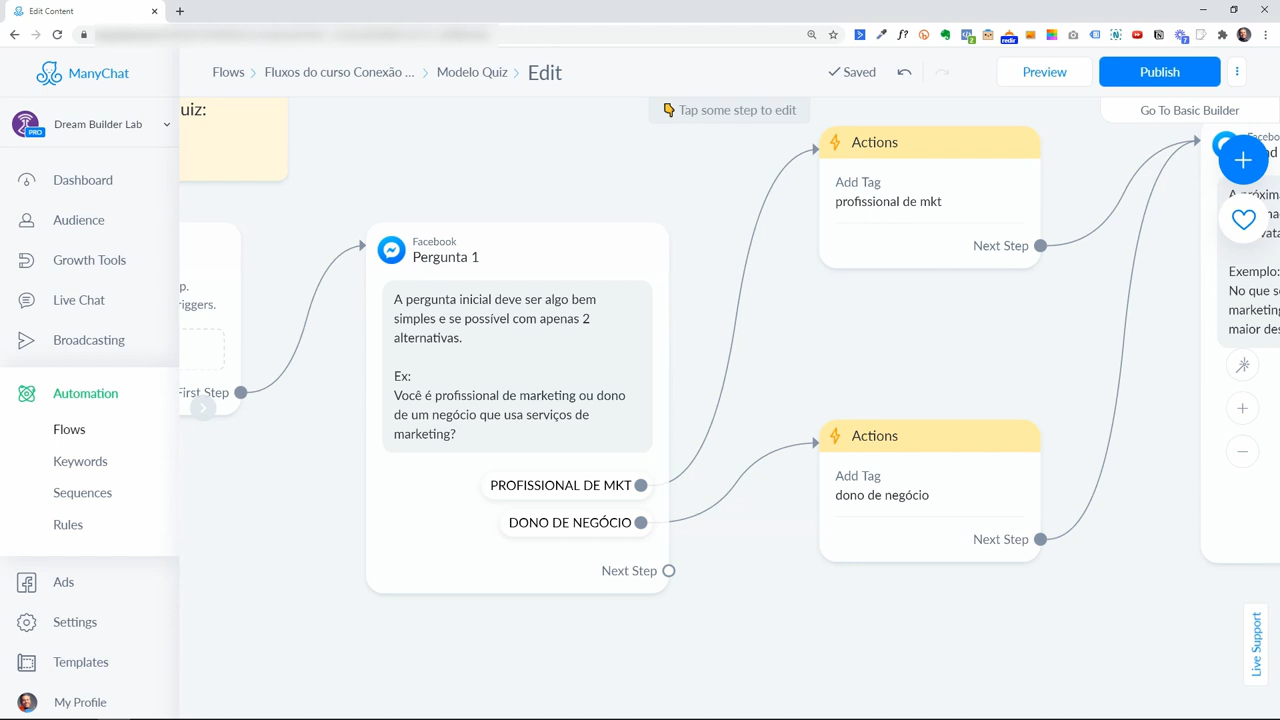 Edit Content
ManyChat
Flows
Fluxos do curso Conexão ...
Modelo Quiz
Edit
Saved
Preview
Publish
Dream Builder Lab
PRO
uiz:
Tap some step to edit
Go To Basic Builder
Dashboard
Audience
Growth Tools
Live Chat
Broadcasting
Automation
Flows
Keywords
Sequences
Rules
Ads
Settings
Templates
My Profile
p.
iggers.
First Step
Facebook
Pergunta 1
A pergunta inicial deve ser algo bem
simples e se possível com apenas 2
alternativas.
Ex:
Você é profissional de marketing ou dono
de um negócio que usa serviços de
marketing?
PROFISSIONAL DE MKT
DONO DE NEGÓCIO
Next Step
Actions
Add Tag
profissional de mkt
Next Step
Actions
Add Tag
dono de negócio
Next Step
Exemplo:
No que se
marketing
maior des
Live Support